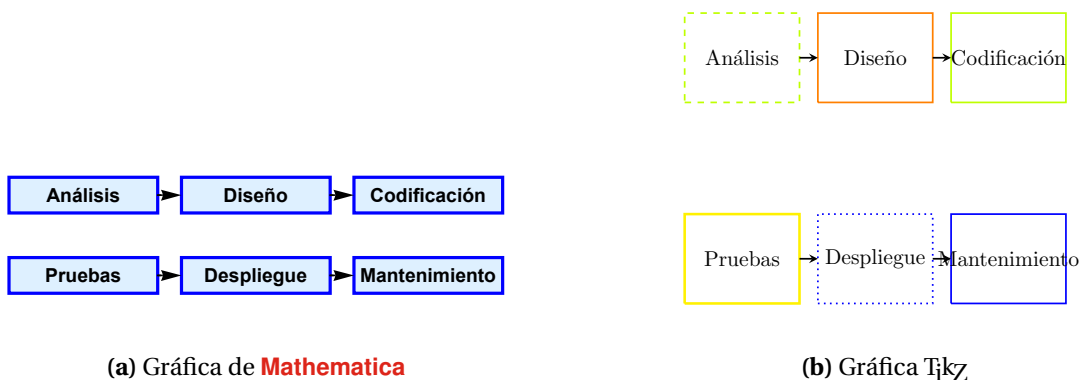 Análisis Diseño Codificación
Pruebas Despliegue Mantenimiento
(a) Gráfica de Mathematica
Análisis Diseño Codificación
Pruebas Despliegue Mantenimiento
(b) Gráfica TikZ